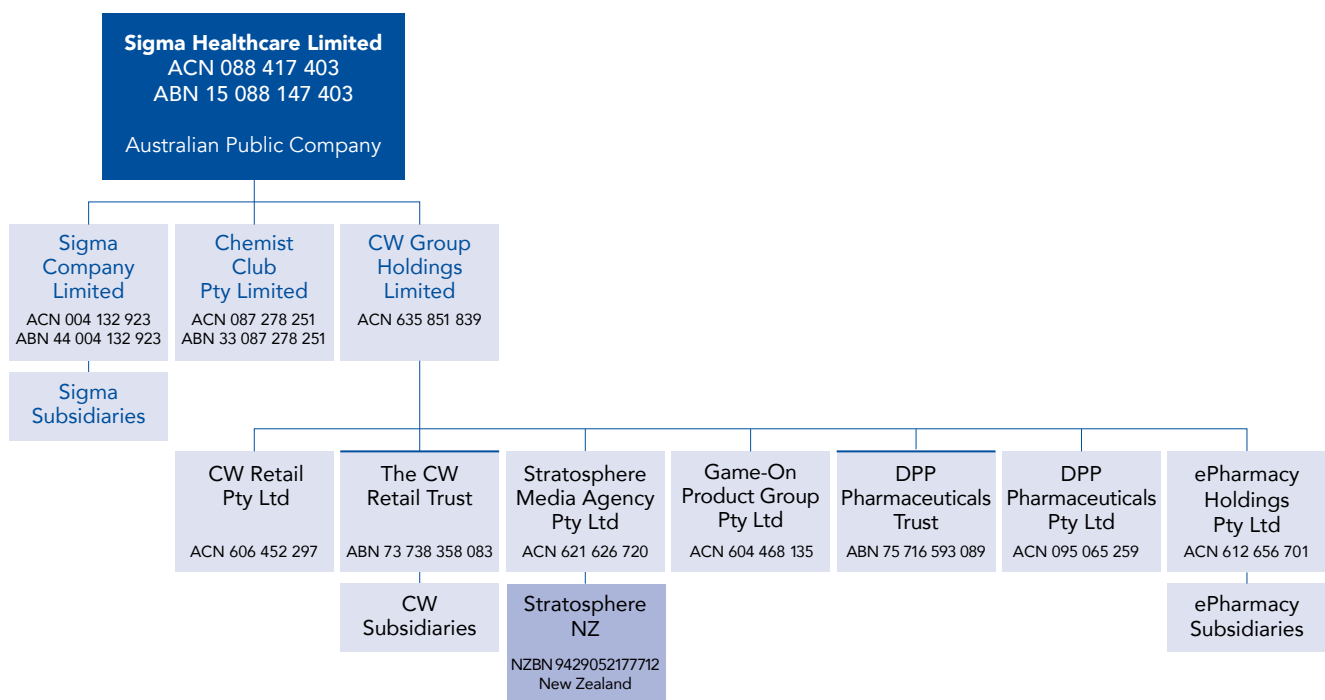 Sigma Healthcare Limited
ACN 088 417 403
ABN 15 088 147 403
Australian Public Company
Sigma
Company
Limited
ACN 004 132 923
ABN 44 004 132 923
Chemist
Club
Pty Limited
ACN 087 278 251
ABN 33 087 278 251
CW Group
Holdings
Limited
ACN 635 851 839
Sigma
Subsidiaries
CW Retail
Pty Ltd
ACN 606 452 297
The CW
Retail Trust
ABN 73 738 358 083
Stratosphere
Media Agency
Pty Ltd
ACN 621 626 720
Game-On
Product Group
Pty Ltd
ACN 604 468 135
DPP
Pharmaceuticals
Trust
ABN 75 716 593 089
DPP
Pharmaceuticals
Pty Ltd
ACN 095 065 259
ePharmacy
Holdings
Pty Ltd
ACN 612 656 701
CW
Subsidiaries
Stratosphere
NZ
NZBN 9429052177712
New Zealand
ePharmacy
Subsidiaries